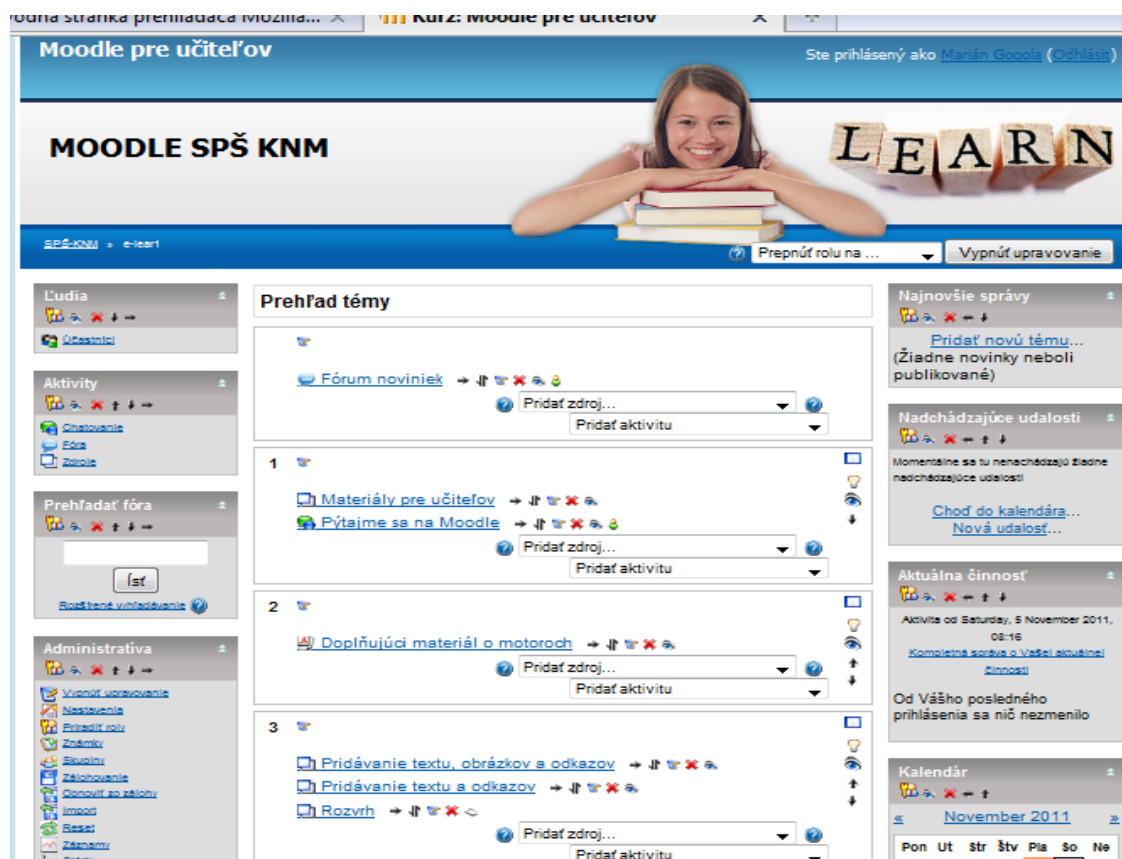 Kurz: Moodle pre učiteľov
Moodle pre učiteľov
Ste prihlásený ako Marián Gogola (Odhlásiť)
MOODLE SPŠ KNM
LEARN
SPŠ-KNM » e-lear1
Prepnúť rolu na ...
Vypnúť upravovanie
Ľudia
Účastníci
Aktivity
Chatovanie
Fóra
Zdroje
Prehľadať fóra
Ísť
Rozšírené vyhľadávanie
Administratíva
Vypnúť upravovanie
Nastavenia
Priradiť roly
Známky
Skupiny
Zálohovanie
Obnoviť zo zálohy
Import
Reset
Záznamy
Prehľad témy
Fórum noviniek
Pridať zdroj...
Pridať aktivitu
1
Materiály pre učiteľov
Pýtajme sa na Moodle
Pridať zdroj...
Pridať aktivitu
2
Doplňujúci materiál o motoroch
Pridať zdroj...
Pridať aktivitu
3
Pridávanie textu, obrázkov a odkazov
Pridávanie textu a odkazov
Rozvrh
Pridať zdroj...
Pridať aktivitu
Najnovšie správy
Pridať novú tému...
(Žiadne novinky neboli
publikované)
Nadchádzajúce udalosti
Momentálne sa tu nenachádzajú žiadne
nadchádzajúce udalosti
Choď do kalendára...
Nová udalosť...
Aktuálna činnosť
Aktivita od Saturday, 5 November 2011,
08:16
Kompletná správa o Vašej aktuálnej
činnosti
Od Vášho posledného
prihlásenia sa nič nezmenilo
Kalendár
« November 2011 »
Pon Ut Str Štv Pia So Ne